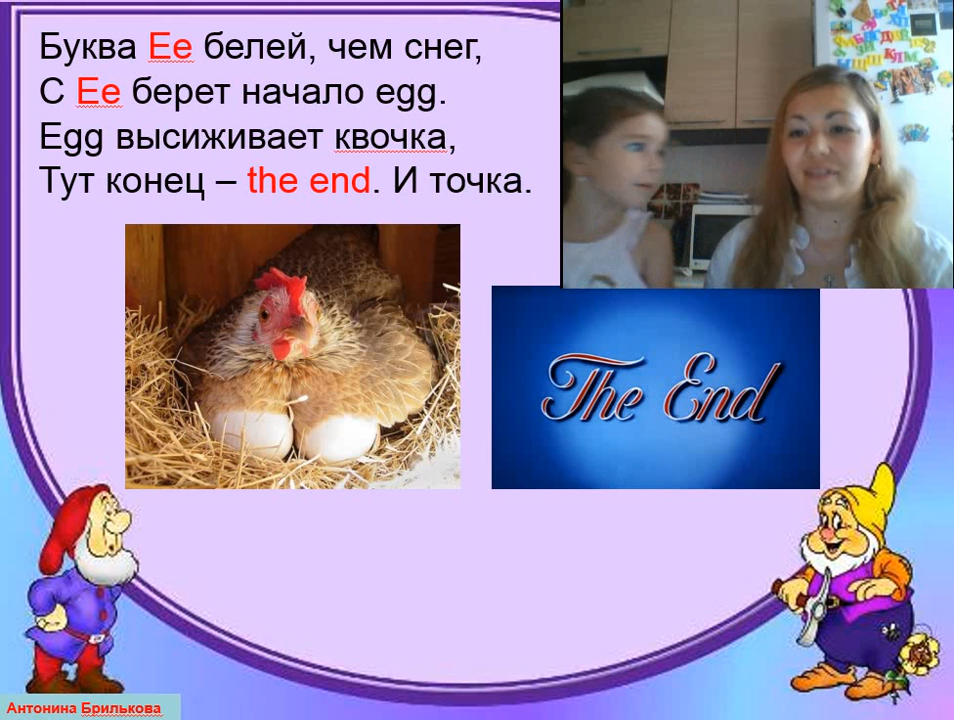 Буква Ее белей, чем снег,
С Ее берет начало egg.
Egg высиживает квочка,
Тут конец – the end. И точка.
The End
Антонина Брилькова